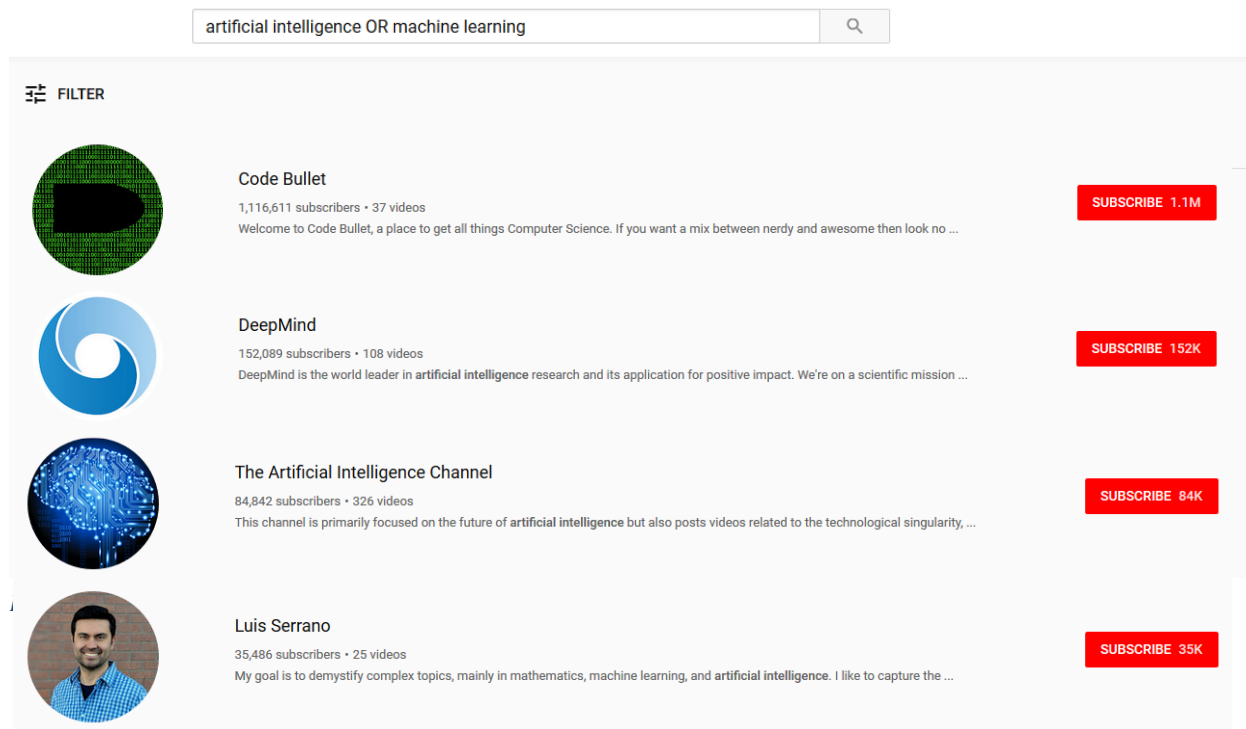 artificial intelligence OR machine learning
FILTER
Code Bullet
1,116,611 subscribers • 37 videos
Welcome to Code Bullet, a place to get all things Computer Science. If you want a mix between nerdy and awesome then look no ...
SUBSCRIBE 1.1M
DeepMind
152,089 subscribers • 108 videos
DeepMind is the world leader in artificial intelligence research and its application for positive impact. We're on a scientific mission ...
SUBSCRIBE 152K
The Artificial Intelligence Channel
84,842 subscribers • 326 videos
This channel is primarily focused on the future of artificial intelligence but also posts videos related to the technological singularity, ...
SUBSCRIBE 84K
Luis Serrano
35,486 subscribers • 25 videos
My goal is to demystify complex topics, mainly in mathematics, machine learning, and artificial intelligence. I like to capture the ...
SUBSCRIBE 35K